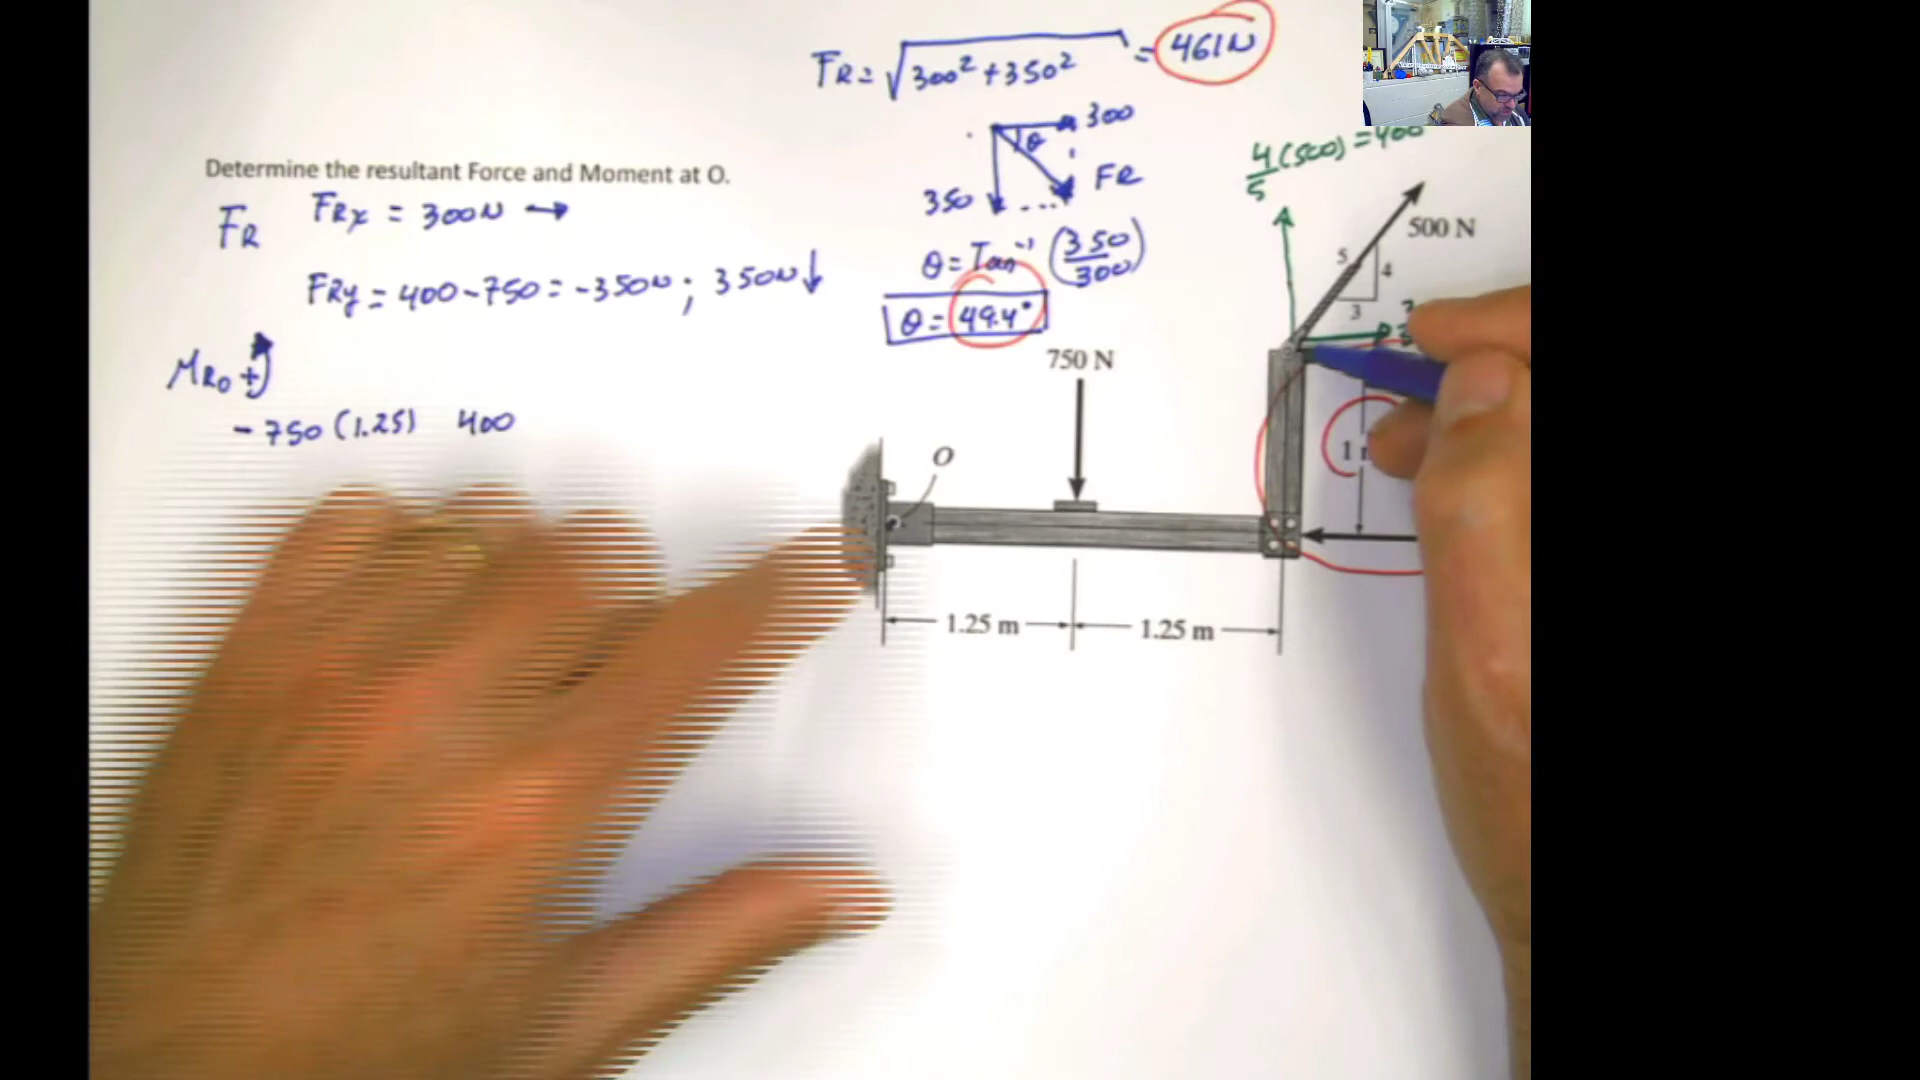 FR = √300² + 350² = 461N
300
θ
350
FR
4/5 (500) = 400
Determine the resultant Force and Moment at O.
FR FRx = 300N →
θ = Tan⁻¹ (350/300)
FRy = 400 - 750 = -350N ; 350N ↓
θ = 49.4°
500 N
5
4
3
MRO +
750 N
- 750 (1.25) 400
O
1.25 m
1.25 m